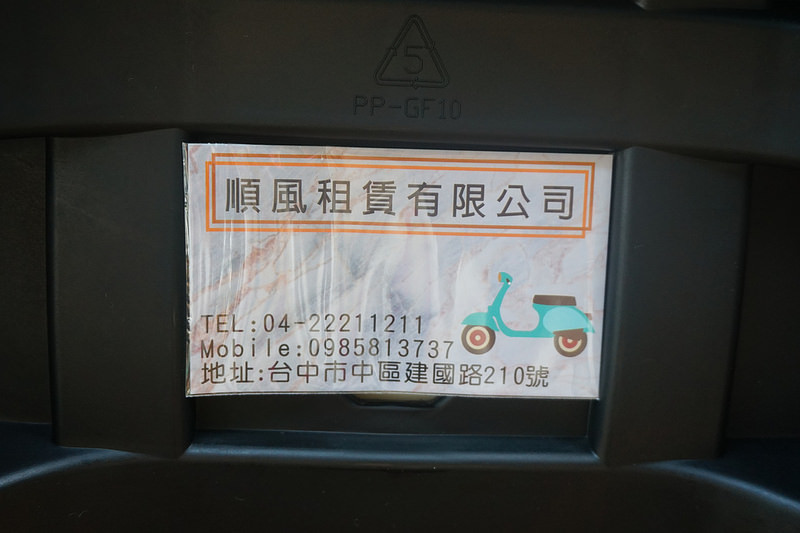 5
PP-GF10
順風租賃有限公司
TEL:04-22211211
Mobile:0985813737
地址:台中市中區建國路210號